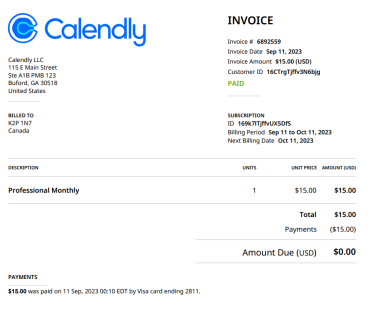 Calendly
INVOICE
Invoice # 6892559
Invoice Date Sep 11, 2023
Invoice Amount $15.00 (USD)
Customer ID 16CTrgTjffv3N6bjg
PAID
Calendly LLC
115 E Main Street
Ste A1B PMB 123
Buford, GA 30518
United States
BILLED TO
K2P 1N7
Canada
SUBSCRIPTION
ID 169k7lTjffvUX5DfS
Billing Period Sep 11 to Oct 11, 2023
Next Billing Date Oct 11, 2023
DESCRIPTION UNITS UNIT PRICE AMOUNT (USD)
Professional Monthly 1 $15.00 $15.00
Total $15.00
Payments ($15.00)
Amount Due (USD) $0.00
PAYMENTS
$15.00 was paid on 11 Sep, 2023 00:10 EDT by Visa card ending 2811.